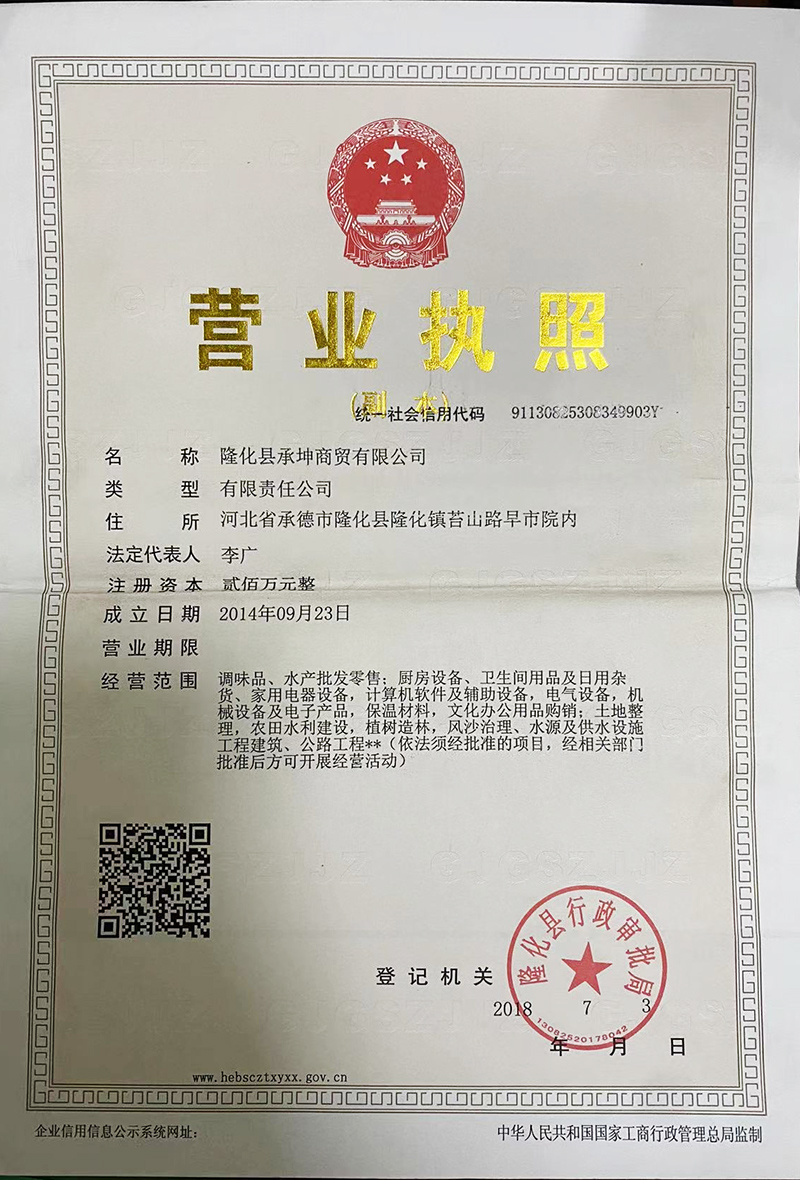 营业执照
(副本)
统一社会信用代码 91130825308349903Y
名称 隆化县承坤商贸有限公司
类型 有限责任公司
住所 河北省承德市隆化县隆化镇苔山路早市院内
法定代表人 李广
注册资本 贰佰万元整
成立日期 2014年09月23日
营业期限
经营范围 调味品、水产批发零售；厨房设备、卫生间用品及日用杂
货、家用电器设备，计算机软件及辅助设备，电气设备，机
械设备及电子产品，保温材料，文化办公用品购销；土地整
理，农田水利建设，植树造林，风沙治理、水源及供水设施
工程建筑、公路工程**（依法须经批准的项目，经相关部门
批准后方可开展经营活动）
隆化县行政审批局
登记机关
2018 7 3
13082520178042
年 月 日
www.hebscztxyxx.gov.cn
企业信用信息公示系统网址：
中华人民共和国国家工商行政管理总局监制